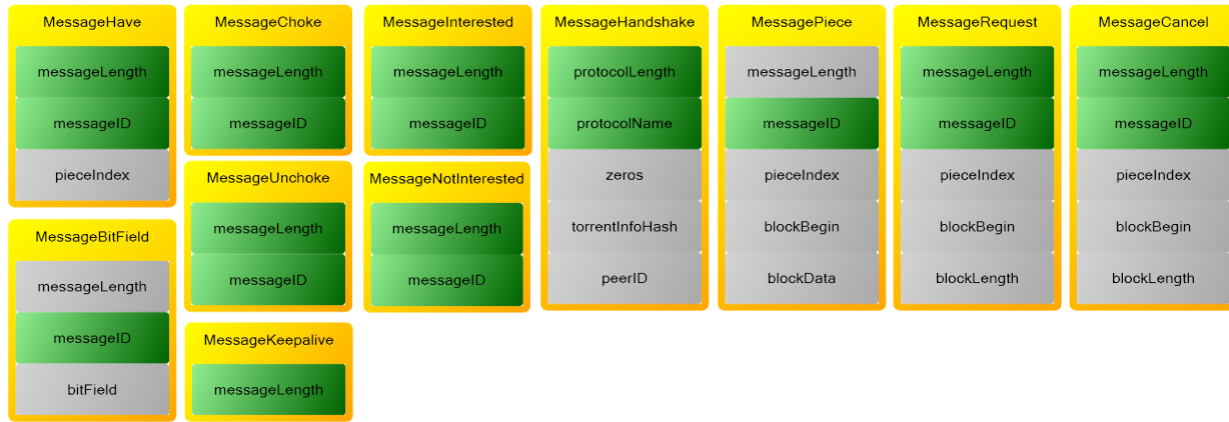 MessageHave
messageLength
messageID
pieceIndex
MessageBitField
messageLength
messageID
bitField
MessageChoke
messageLength
messageID
MessageUnchoke
messageLength
messageID
MessageKeepalive
messageLength
MessageInterested
messageLength
messageID
MessageNotInterested
messageLength
messageID
MessageHandshake
protocolLength
protocolName
zeros
torrentInfoHash
peerID
MessagePiece
messageLength
messageID
pieceIndex
blockBegin
blockData
MessageRequest
messageLength
messageID
pieceIndex
blockBegin
blockLength
MessageCancel
messageLength
messageID
pieceIndex
blockBegin
blockLength